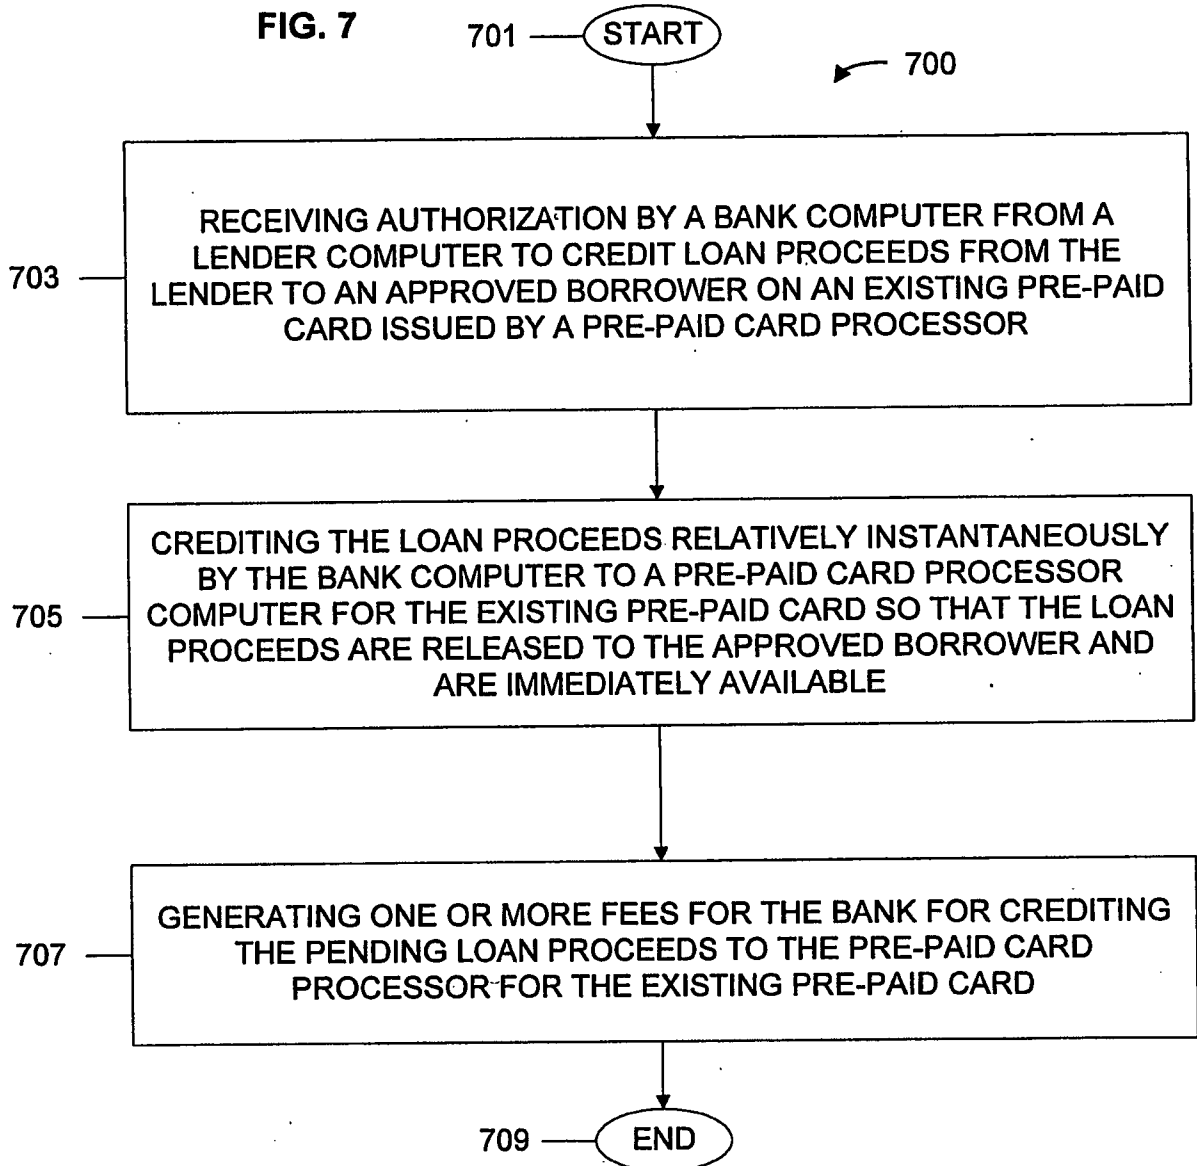 FIG. 7
701
START
700
703
RECEIVING AUTHORIZATION BY A BANK COMPUTER FROM A
LENDER COMPUTER TO CREDIT LOAN PROCEEDS FROM THE
LENDER TO AN APPROVED BORROWER ON AN EXISTING PRE-PAID
CARD ISSUED BY A PRE-PAID CARD PROCESSOR
705
CREDITING THE LOAN PROCEEDS RELATIVELY INSTANTANEOUSLY
BY THE BANK COMPUTER TO A PRE-PAID CARD PROCESSOR
COMPUTER FOR THE EXISTING PRE-PAID CARD SO THAT THE LOAN
PROCEEDS ARE RELEASED TO THE APPROVED BORROWER AND
ARE IMMEDIATELY AVAILABLE
707
GENERATING ONE OR MORE FEES FOR THE BANK FOR CREDITING
THE PENDING LOAN PROCEEDS TO THE PRE-PAID CARD
PROCESSOR FOR THE EXISTING PRE-PAID CARD
709
END